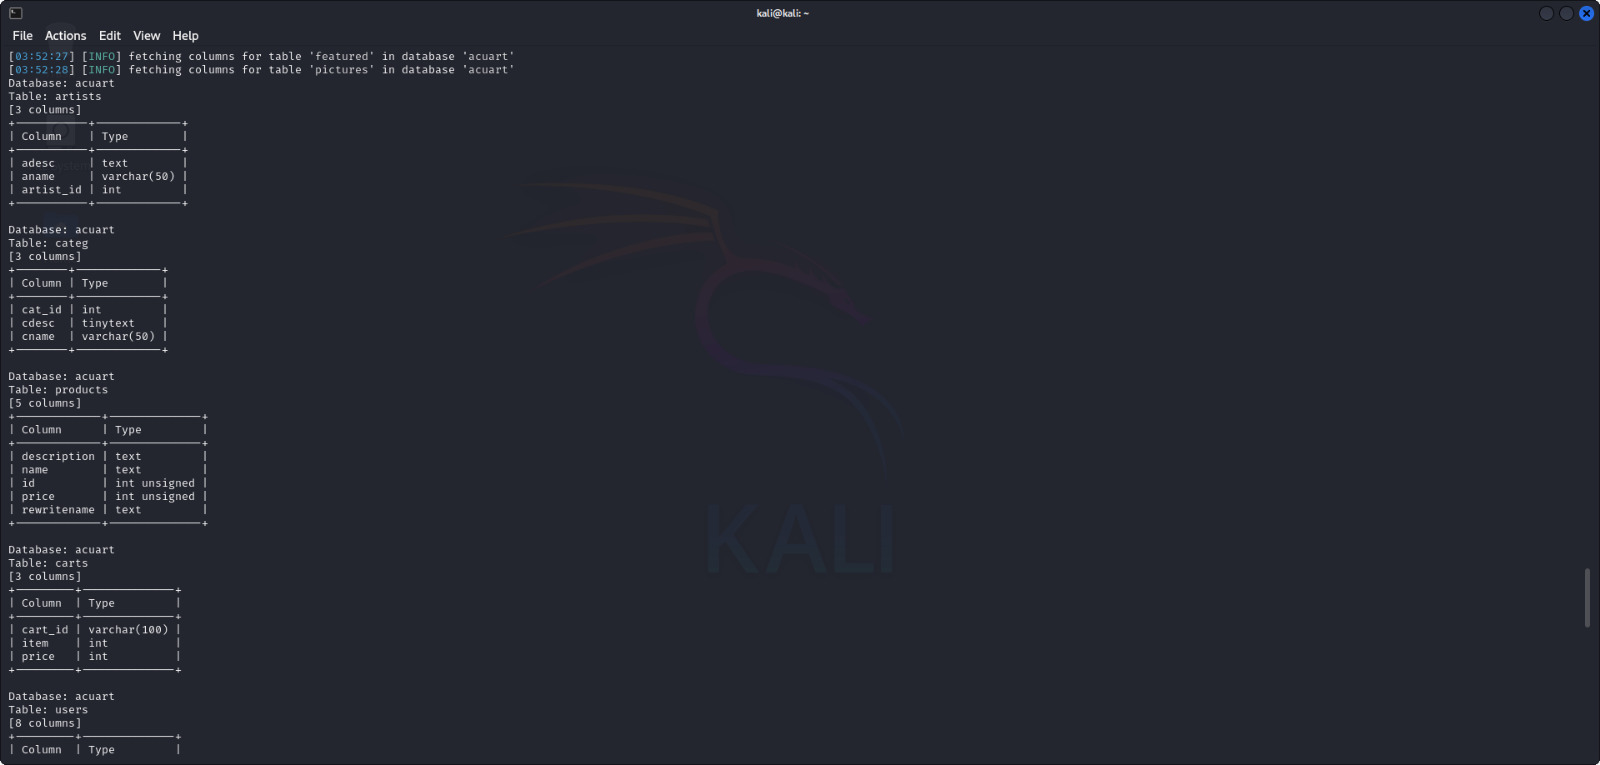 kali@kali: ~
File Actions Edit View Help
[03:52:27] [INFO] fetching columns for table 'featured' in database 'acuart'
[03:52:28] [INFO] fetching columns for table 'pictures' in database 'acuart'
Database: acuart
Table: artists
[3 columns]
+-----------+-------------+
| Column    | Type        |
+-----------+-------------+
| adesc     | text        |
| aname     | varchar(50) |
| artist_id | int         |
+-----------+-------------+
Database: acuart
Table: categ
[3 columns]
+--------+-------------+
| Column | Type        |
+--------+-------------+
| cat_id | int         |
| cdesc  | tinytext    |
| cname  | varchar(50) |
+--------+-------------+
Database: acuart
Table: products
[5 columns]
+-------------+--------------+
| Column      | Type         |
+-------------+--------------+
| description | text         |
| name        | text         |
| id          | int unsigned |
| price       | int unsigned |
| rewritename | text         |
+-------------+--------------+
Database: acuart
Table: carts
[3 columns]
+---------+--------------+
| Column  | Type         |
+---------+--------------+
| cart_id | varchar(100) |
| item    | int          |
| price   | int          |
+---------+--------------+
Database: acuart
Table: users
[8 columns]
+---------+--------------+
| Column  | Type         |
KALI